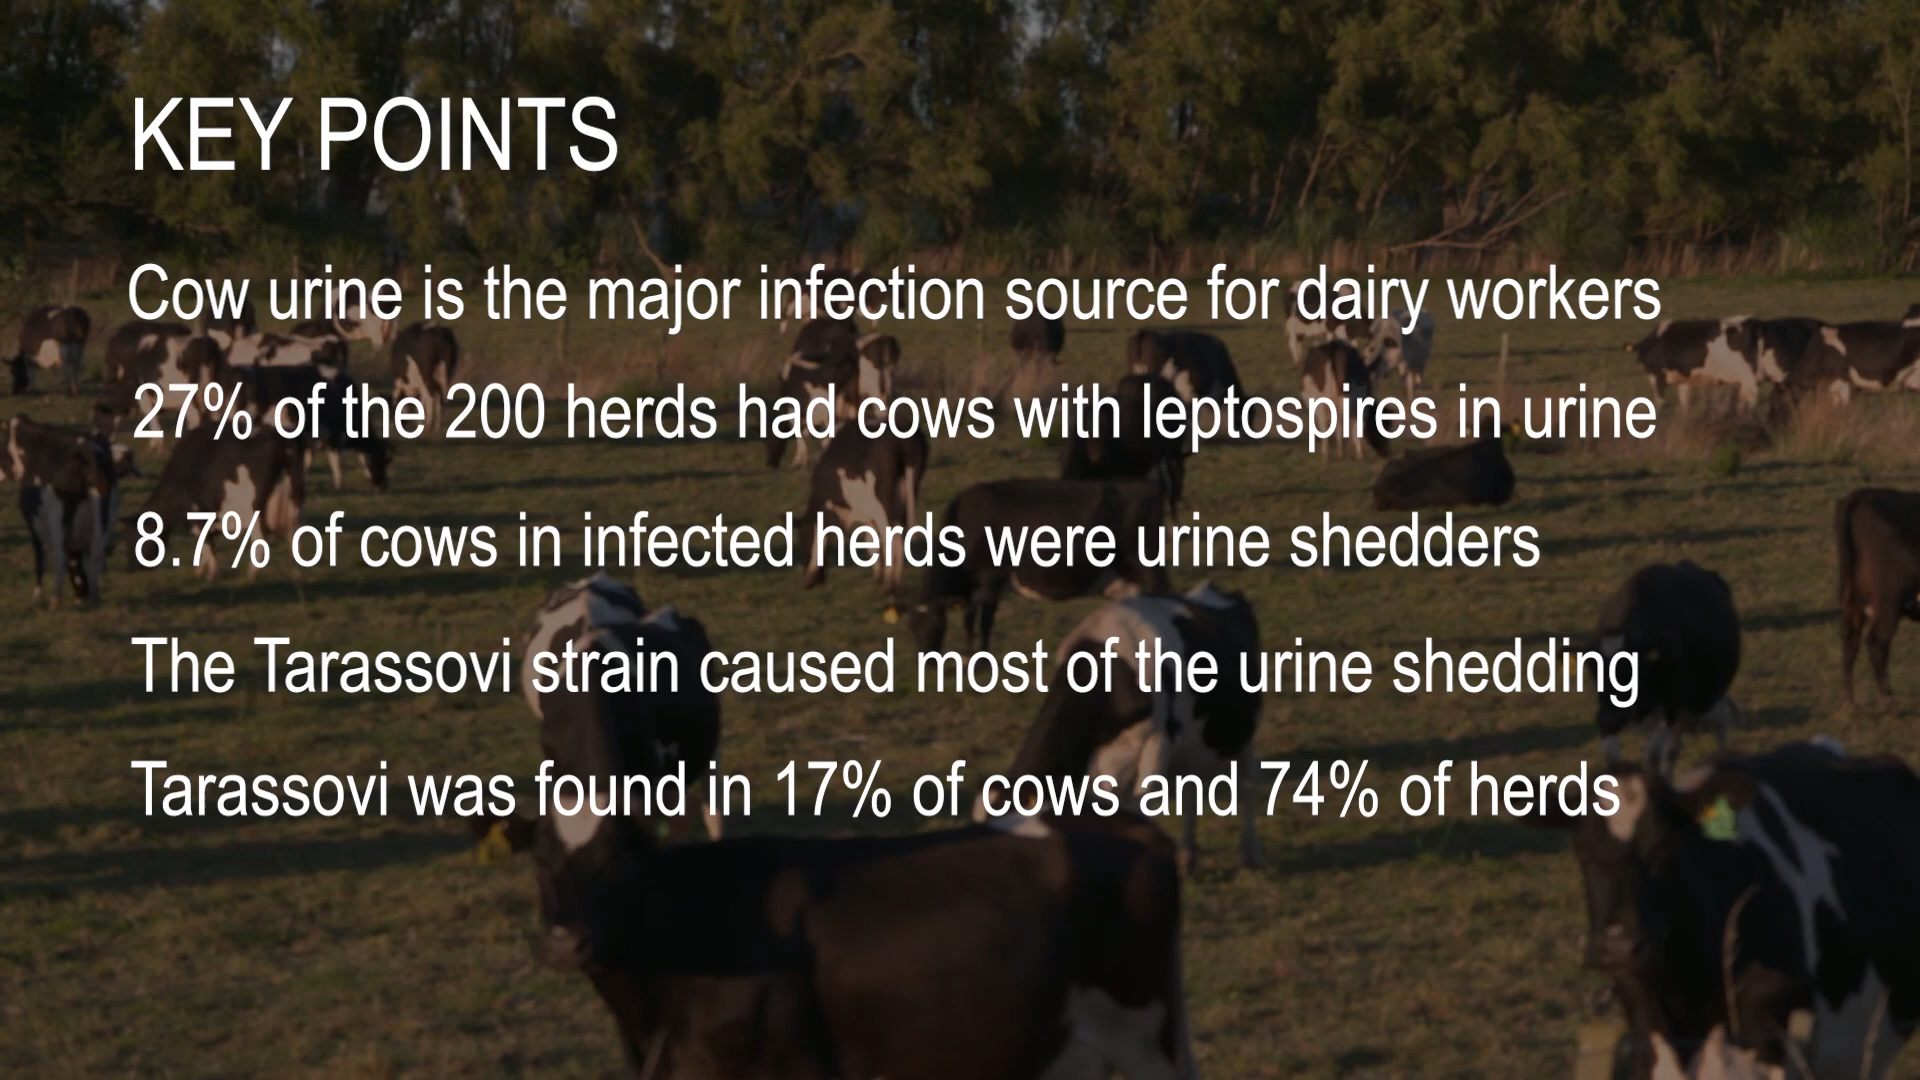 KEY POINTS
Cow urine is the major infection source for dairy workers
27% of the 200 herds had cows with leptospires in urine
8.7% of cows in infected herds were urine shedders
The Tarassovi strain caused most of the urine shedding
Tarassovi was found in 17% of cows and 74% of herds